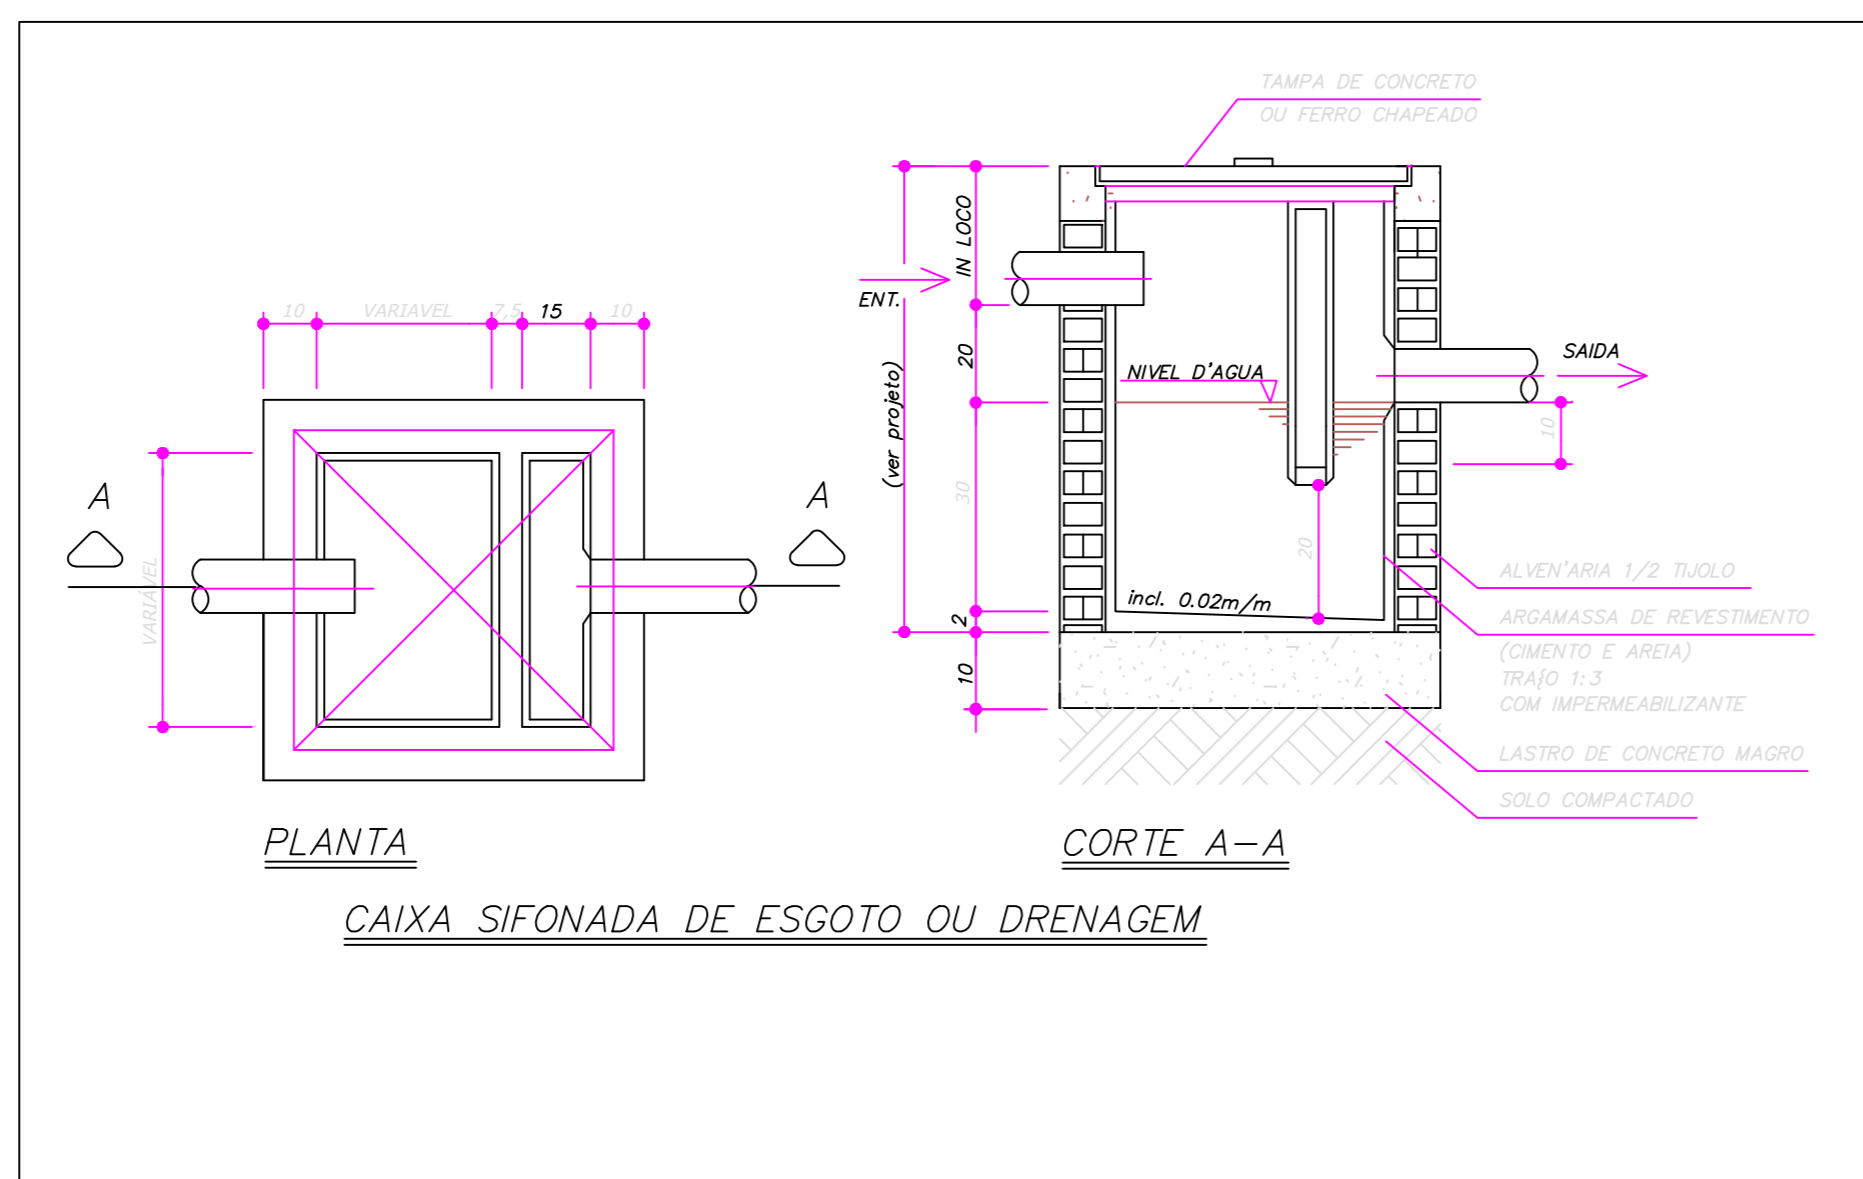 TAMPA DE CONCRETO
OU FERRO CHAPEADO
IN LOCO
ENT.
10
VARIAVEL
7,5
15
10
20
(ver projeto)
NIVEL D'AGUA
SAIDA
10
30
A
A
VARIÁVEL
20
ALVEN'ARIA 1/2 TIJOLO
incl. 0.02m/m
2
ARGAMASSA DE REVESTIMENTO
(CIMENTO E AREIA)
TRA{O 1:3
COM IMPERMEABILIZANTE
10
LASTRO DE CONCRETO MAGRO
SOLO COMPACTADO
PLANTA
CORTE A-A
CAIXA SIFONADA DE ESGOTO OU DRENAGEM